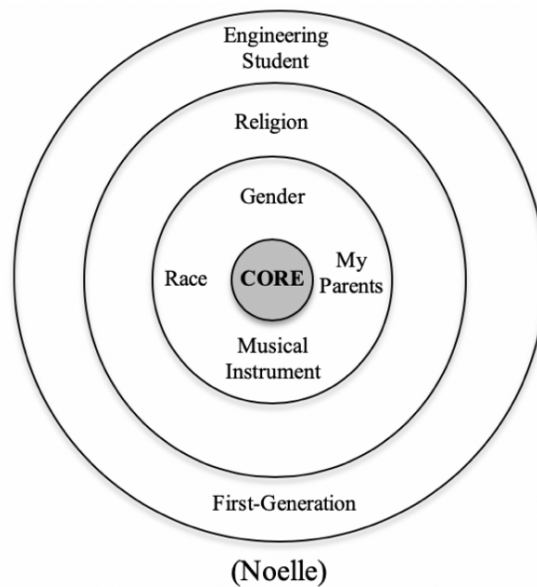 Engineering
Student
Religion
Gender
Race
CORE
My
Parents
Musical
Instrument
First-Generation
(Noelle)